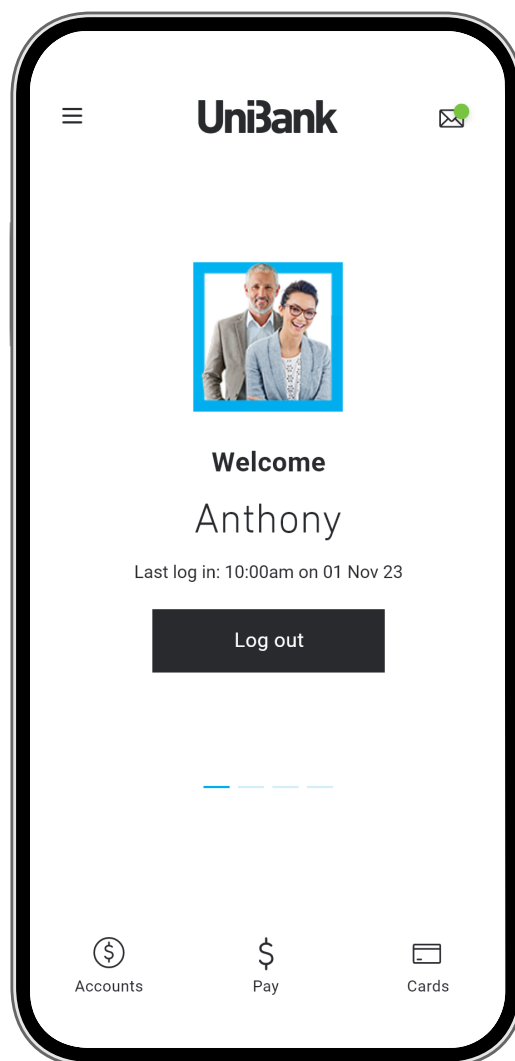 UniBank
Welcome
Anthony
Last log in: 10:00am on 01 Nov 23
Log out
Accounts
Pay
Cards